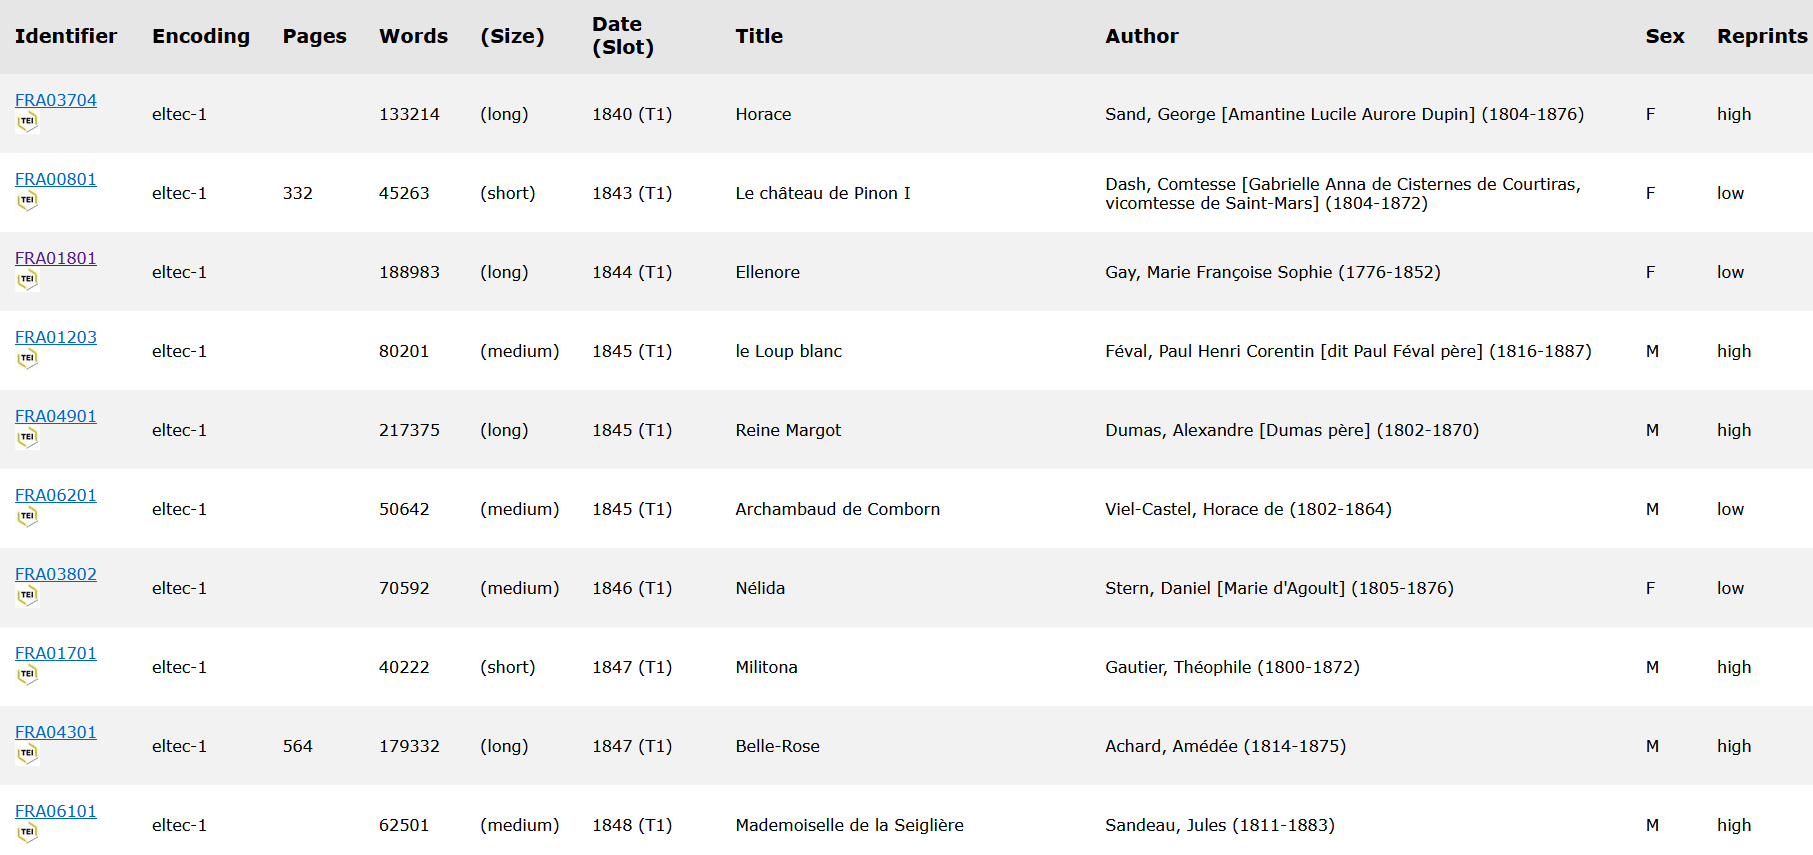 Identifier Encoding Pages Words (Size) Date (Slot) Title Author Sex Reprints
FRA03704 TEI eltec-1 133214 (long) 1840 (T1) Horace Sand, George [Amantine Lucile Aurore Dupin] (1804-1876) F high
FRA00801 TEI eltec-1 332 45263 (short) 1843 (T1) Le château de Pinon I Dash, Comtesse [Gabrielle Anna de Cisternes de Courtiras, vicomtesse de Saint-Mars] (1804-1872) F low
FRA01801 TEI eltec-1 188983 (long) 1844 (T1) Ellenore Gay, Marie Françoise Sophie (1776-1852) F low
FRA01203 TEI eltec-1 80201 (medium) 1845 (T1) le Loup blanc Féval, Paul Henri Corentin [dit Paul Féval père] (1816-1887) M high
FRA04901 TEI eltec-1 217375 (long) 1845 (T1) Reine Margot Dumas, Alexandre [Dumas père] (1802-1870) M high
FRA06201 TEI eltec-1 50642 (medium) 1845 (T1) Archambaud de Comborn Viel-Castel, Horace de (1802-1864) M low
FRA03802 TEI eltec-1 70592 (medium) 1846 (T1) Nélida Stern, Daniel [Marie d'Agoult] (1805-1876) F low
FRA01701 TEI eltec-1 40222 (short) 1847 (T1) Militona Gautier, Théophile (1800-1872) M high
FRA04301 TEI eltec-1 564 179332 (long) 1847 (T1) Belle-Rose Achard, Amédée (1814-1875) M high
FRA06101 TEI eltec-1 62501 (medium) 1848 (T1) Mademoiselle de la Seiglière Sandeau, Jules (1811-1883) M high